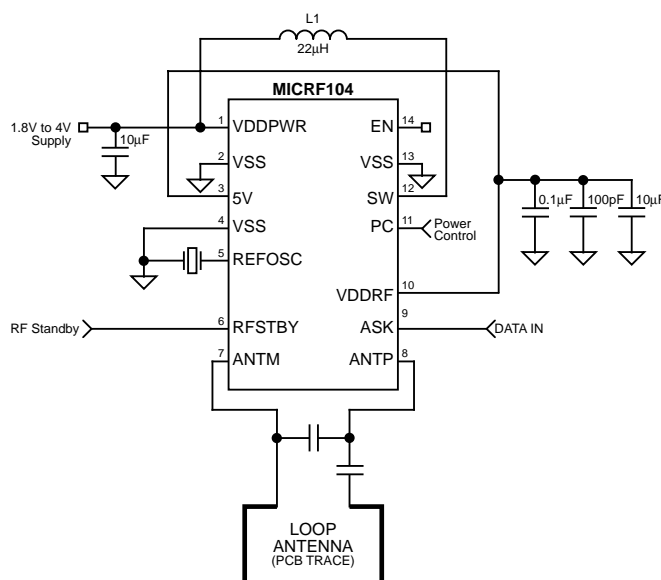 L1
22µH
MICRF104
1.8V to 4V
Supply
10µF
1
VDDPWR
EN
14
2
VSS
VSS
13
3
5V
SW
12
0.1µF
100pF
10µF
4
VSS
PC
11
Power
Control
5
REFOSC
VDDRF
10
RF Standby
6
RFSTBY
ASK
9
DATA IN
7
ANTM
ANTP
8
LOOP
ANTENNA
(PCB TRACE)